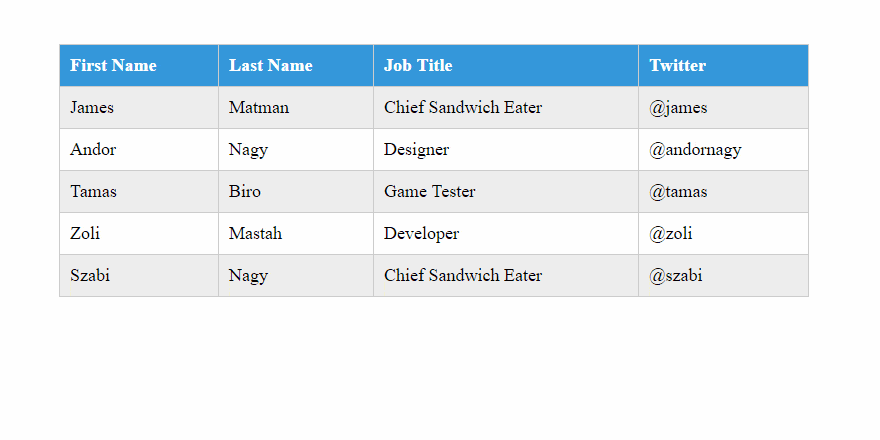 First Name Last Name Job Title Twitter
James Matman Chief Sandwich Eater @james
Andor Nagy Designer @andornagy
Tamas Biro Game Tester @tamas
Zoli Mastah Developer @zoli
Szabi Nagy Chief Sandwich Eater @szabi